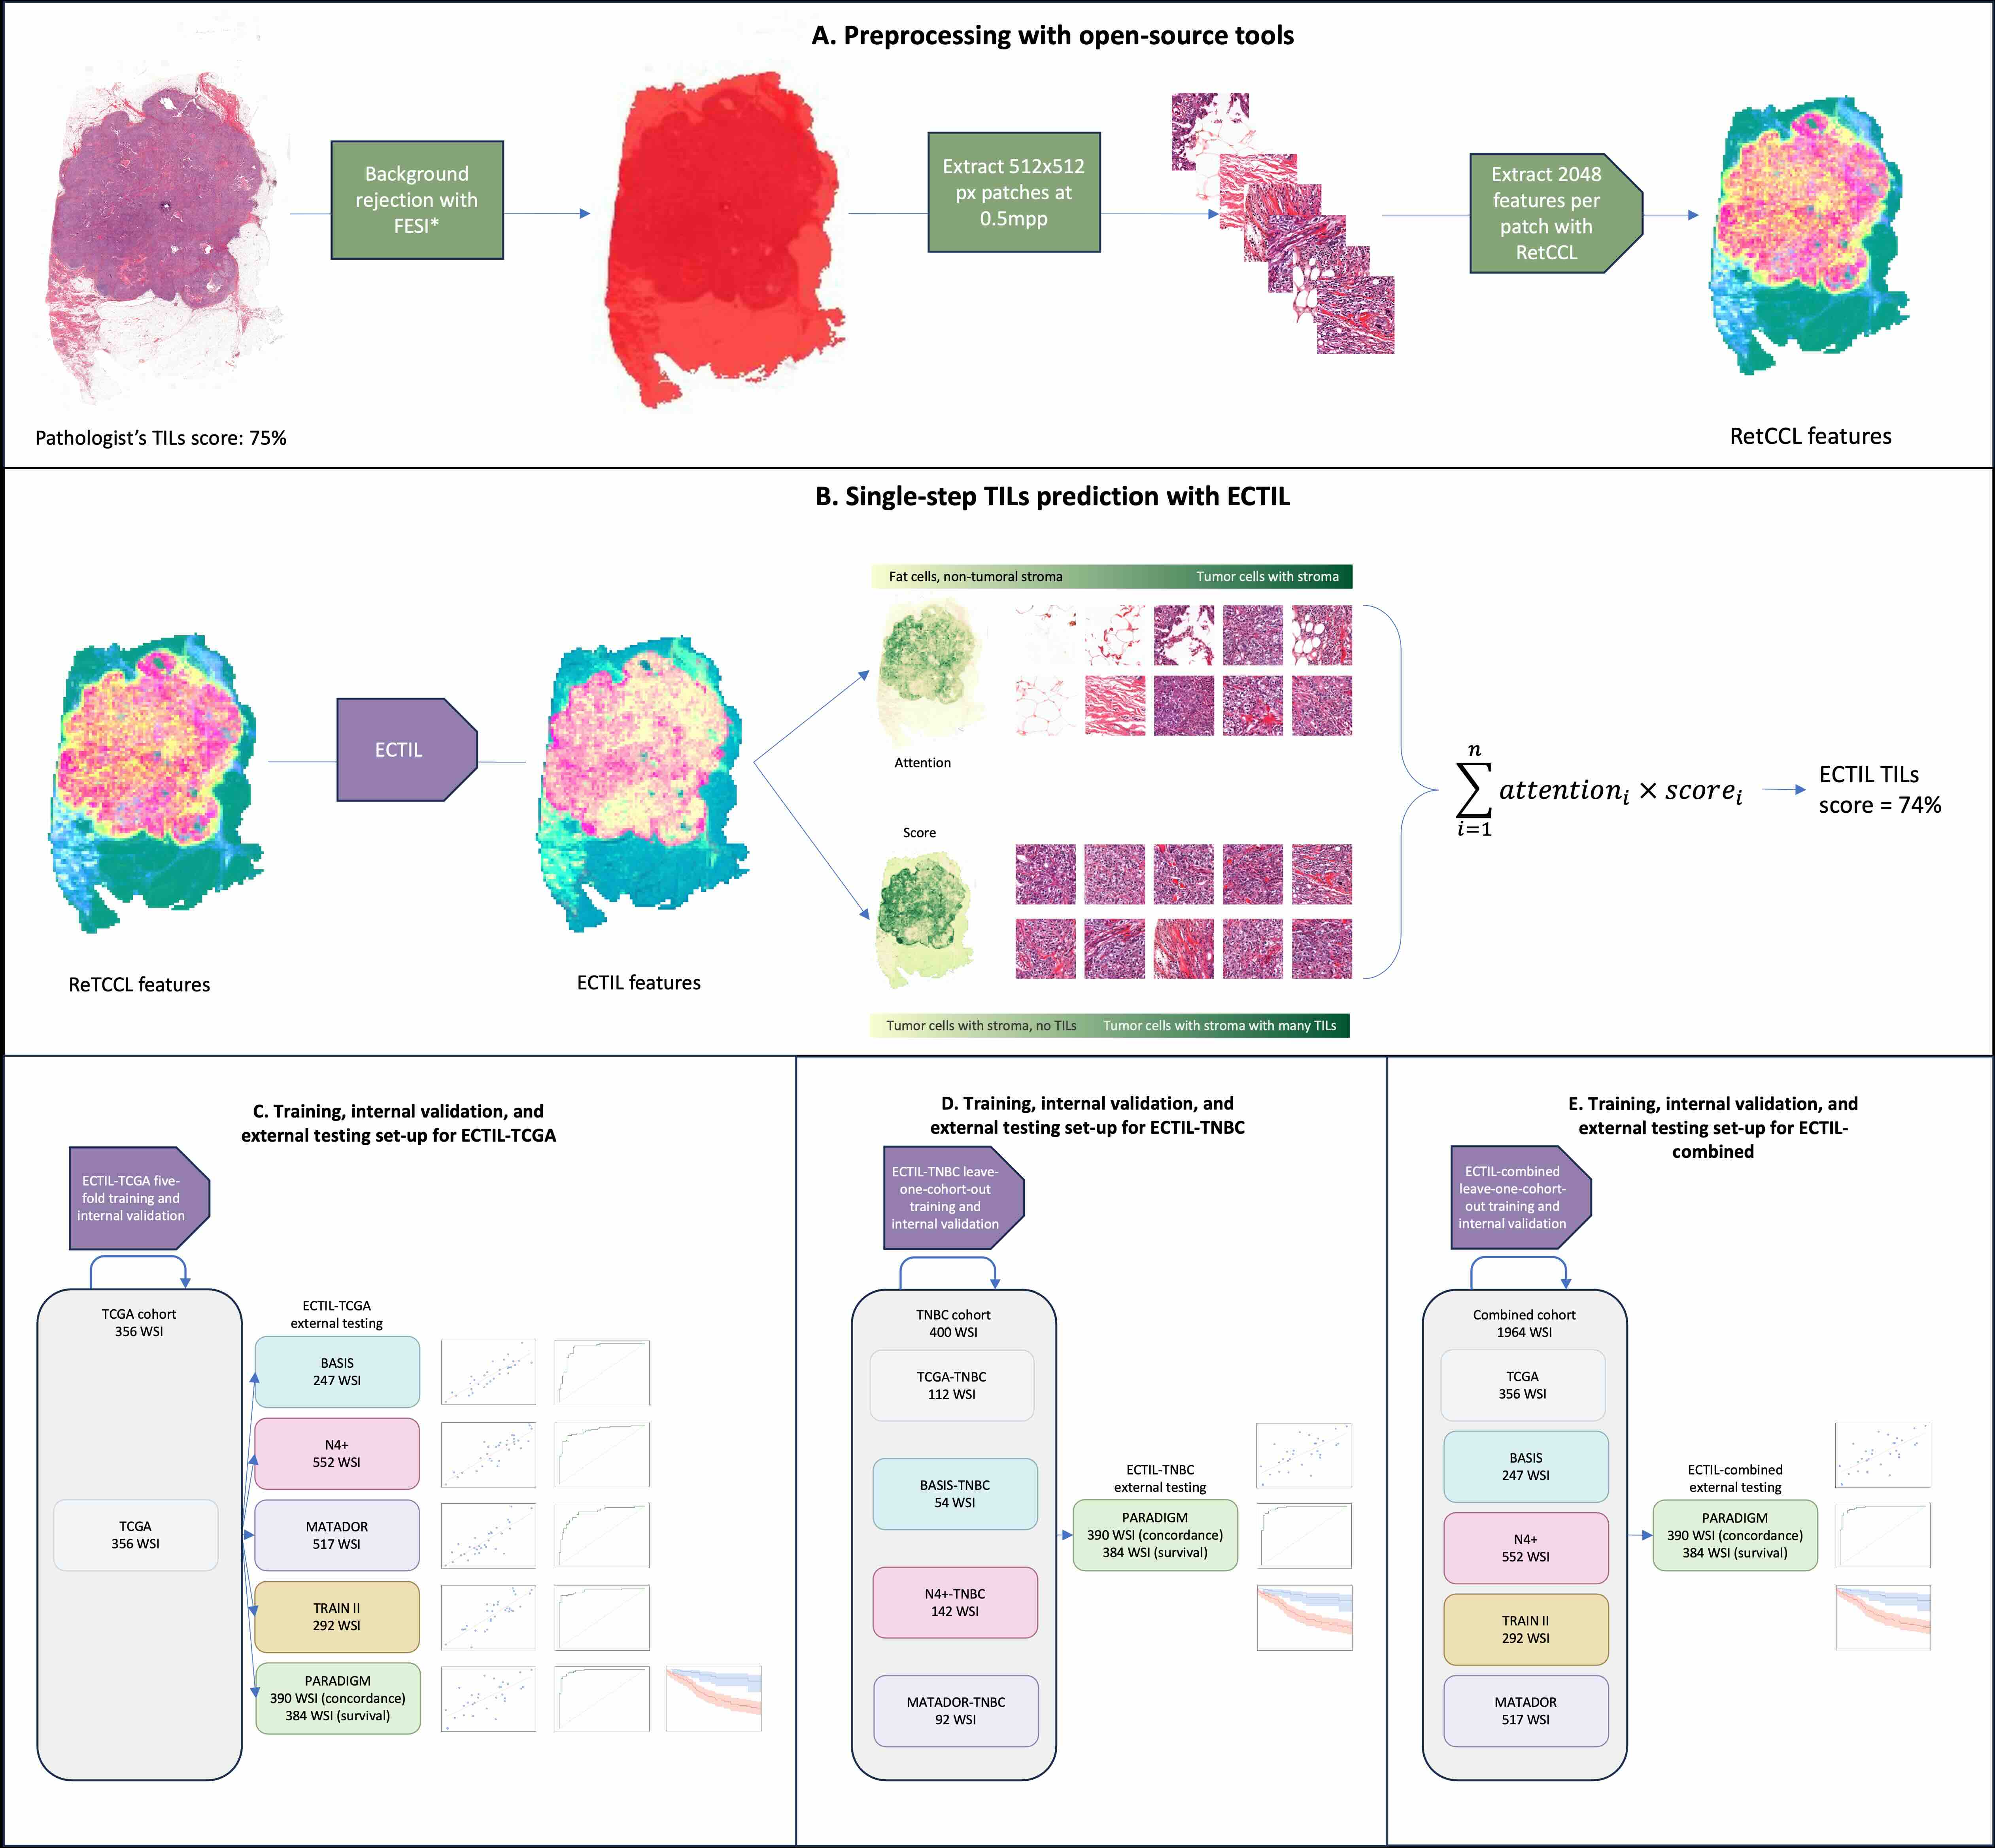 A. Preprocessing with open-source tools
Background
rejection with
FESI*
Extract 512x512
px patches at
0.5mpp
Extract 2048
features per
patch with
RetCCL
Pathologist’s TILs score: 75%
RetCCL features
B. Single-step TILs prediction with ECTIL
Fat cells, non-tumoral stroma
Tumor cells with stroma
ECTIL
Attention
Score
n
∑ attentionᵢ × scoreᵢ
i=1
ECTIL TILs
score = 74%
ReTCCL features
ECTIL features
Tumor cells with stroma, no TILs
Tumor cells with stroma with many TILs
C. Training, internal validation, and
external testing set-up for ECTIL-TCGA
ECTIL-TCGA five-
fold training and
internal validation
TCGA cohort
356 WSI
TCGA
356 WSI
ECTIL-TCGA
external testing
BASIS
247 WSI
N4+
552 WSI
MATADOR
517 WSI
TRAIN II
292 WSI
PARADIGM
390 WSI (concordance)
384 WSI (survival)
D. Training, internal validation, and
external testing set-up for ECTIL-TNBC
ECTIL-TNBC leave-
one-cohort-out
training and
internal validation
TNBC cohort
400 WSI
TCGA-TNBC
112 WSI
BASIS-TNBC
54 WSI
N4+-TNBC
142 WSI
MATADOR-TNBC
92 WSI
ECTIL-TNBC
external testing
PARADIGM
390 WSI (concordance)
384 WSI (survival)
E. Training, internal validation, and
external testing set-up for ECTIL-
combined
ECTIL-combined
leave-one-cohort-
out training and
internal validation
Combined cohort
1964 WSI
TCGA
356 WSI
BASIS
247 WSI
N4+
552 WSI
TRAIN II
292 WSI
MATADOR
517 WSI
ECTIL-combined
external testing
PARADIGM
390 WSI (concordance)
384 WSI (survival)